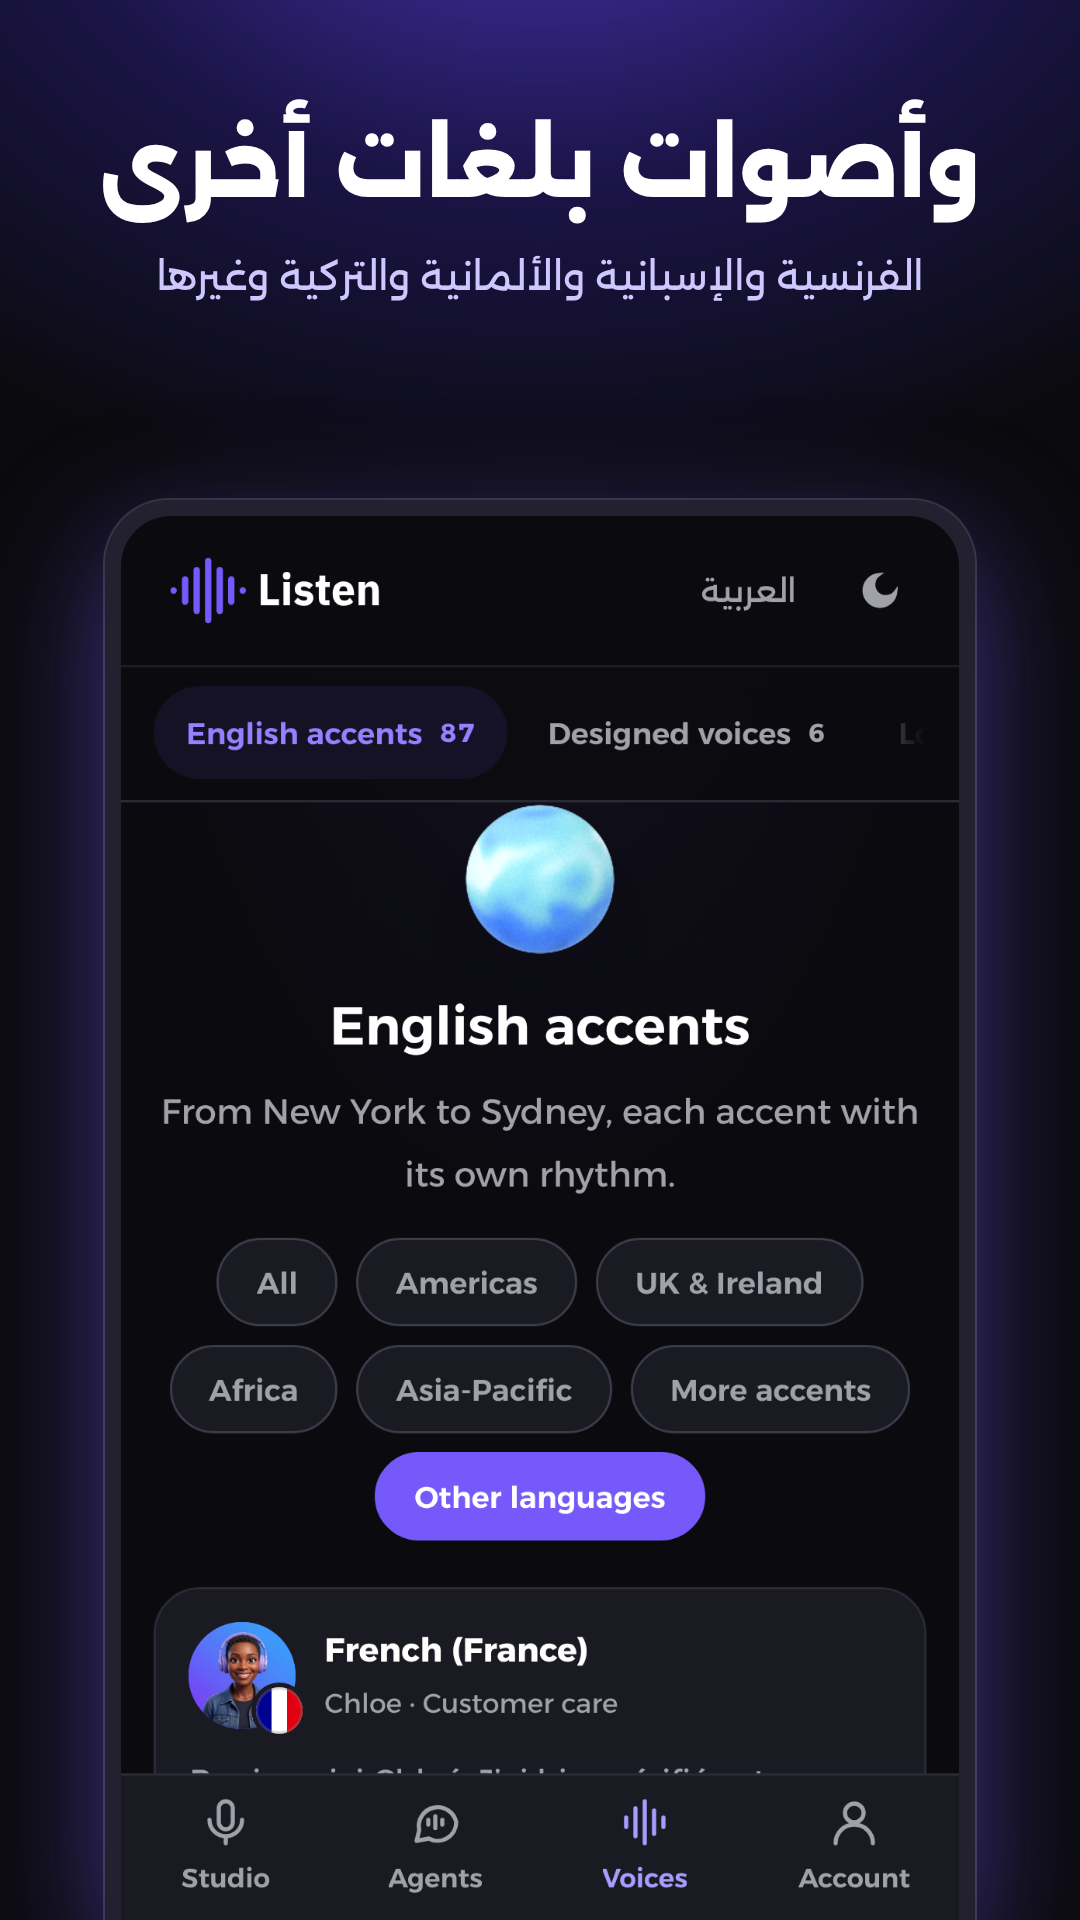 وأصوات بلغات أخرى
الفرنسية والإسبانية والألمانية والتركية وغيرها
Listen
العربية
English accents 87
Designed voices 6
English accents
From New York to Sydney, each accent with
its own rhythm.
All
Americas
UK & Ireland
Africa
Asia-Pacific
More accents
Other languages
French (France)
Chloe · Customer care
Studio
Agents
Voices
Account